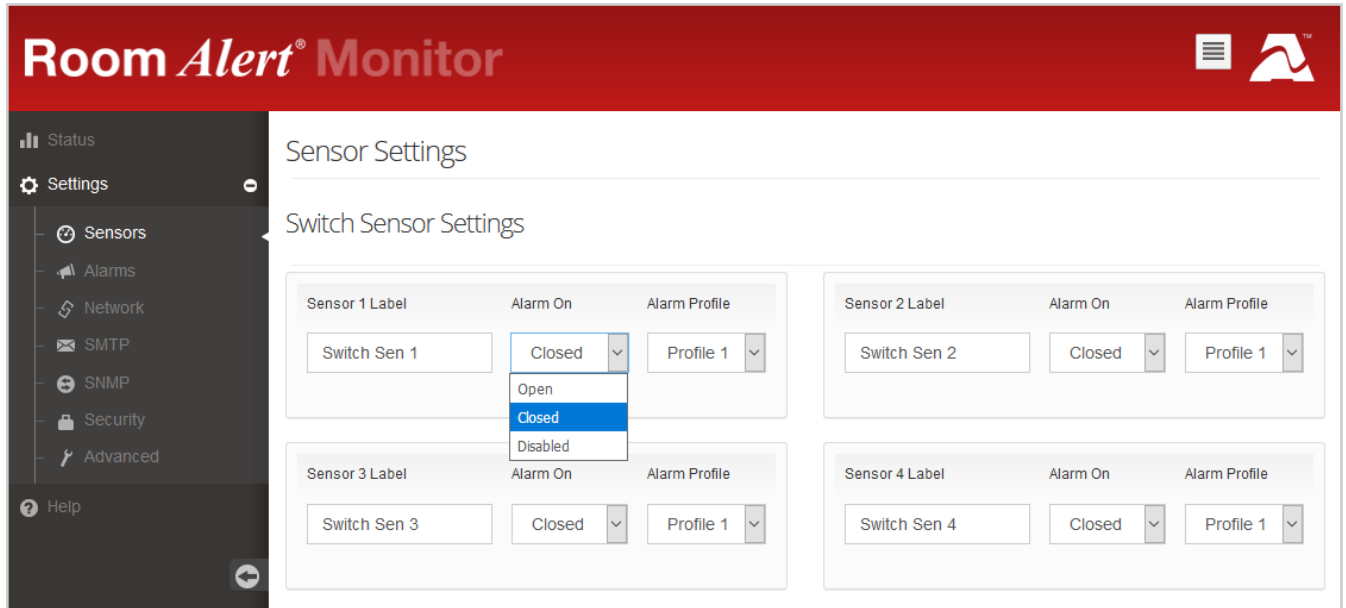 Room Alert® Monitor
™
Status
Settings
Sensors
Alarms
Network
SMTP
SNMP
Security
Advanced
Help
Sensor Settings
Switch Sensor Settings
Sensor 1 Label Alarm On Alarm Profile
Switch Sen 1 Closed Profile 1
Open
Closed
Disabled
Sensor 2 Label Alarm On Alarm Profile
Switch Sen 2 Closed Profile 1
Sensor 3 Label Alarm On Alarm Profile
Switch Sen 3 Closed Profile 1
Sensor 4 Label Alarm On Alarm Profile
Switch Sen 4 Closed Profile 1